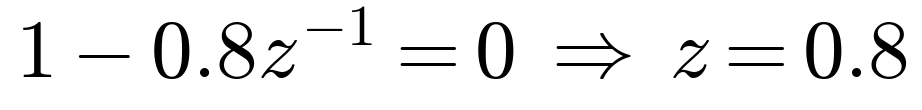 1 − 0.8z⁻¹ = 0 ⇒ z = 0.8